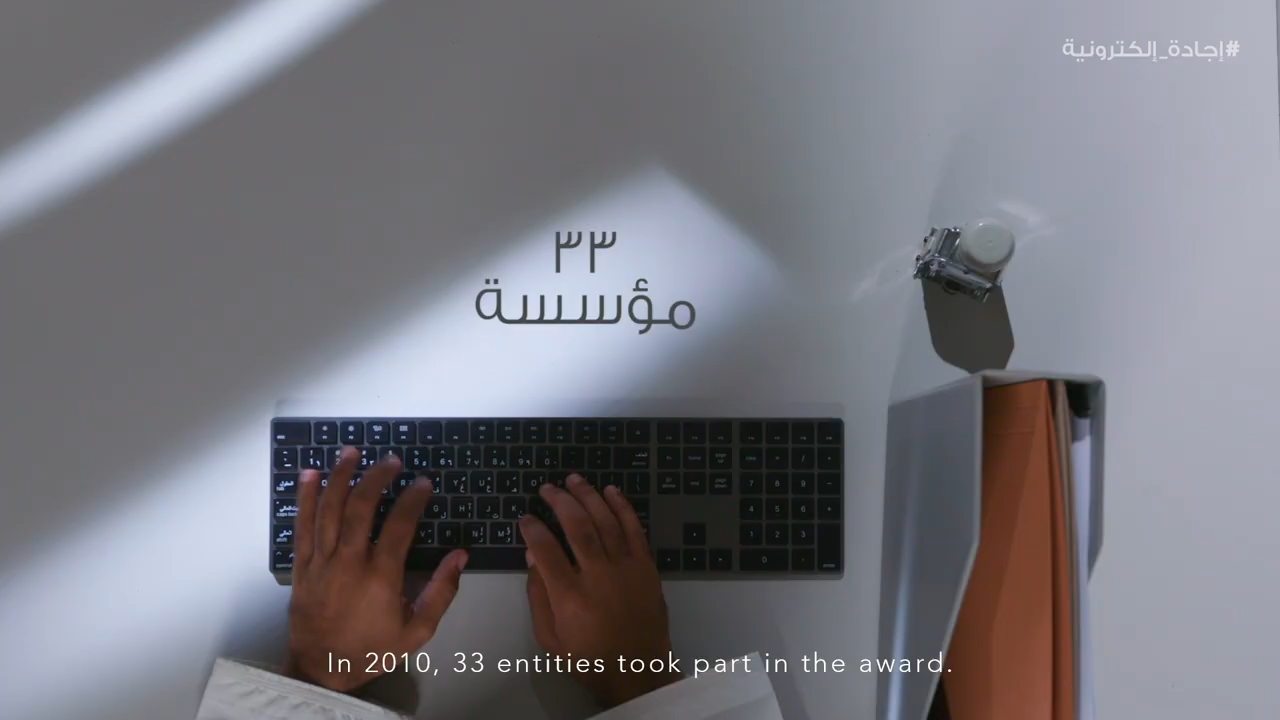 #إجادة_إلكترونية
٣٣
مؤسسة
In 2010, 33 entities took part in the award.